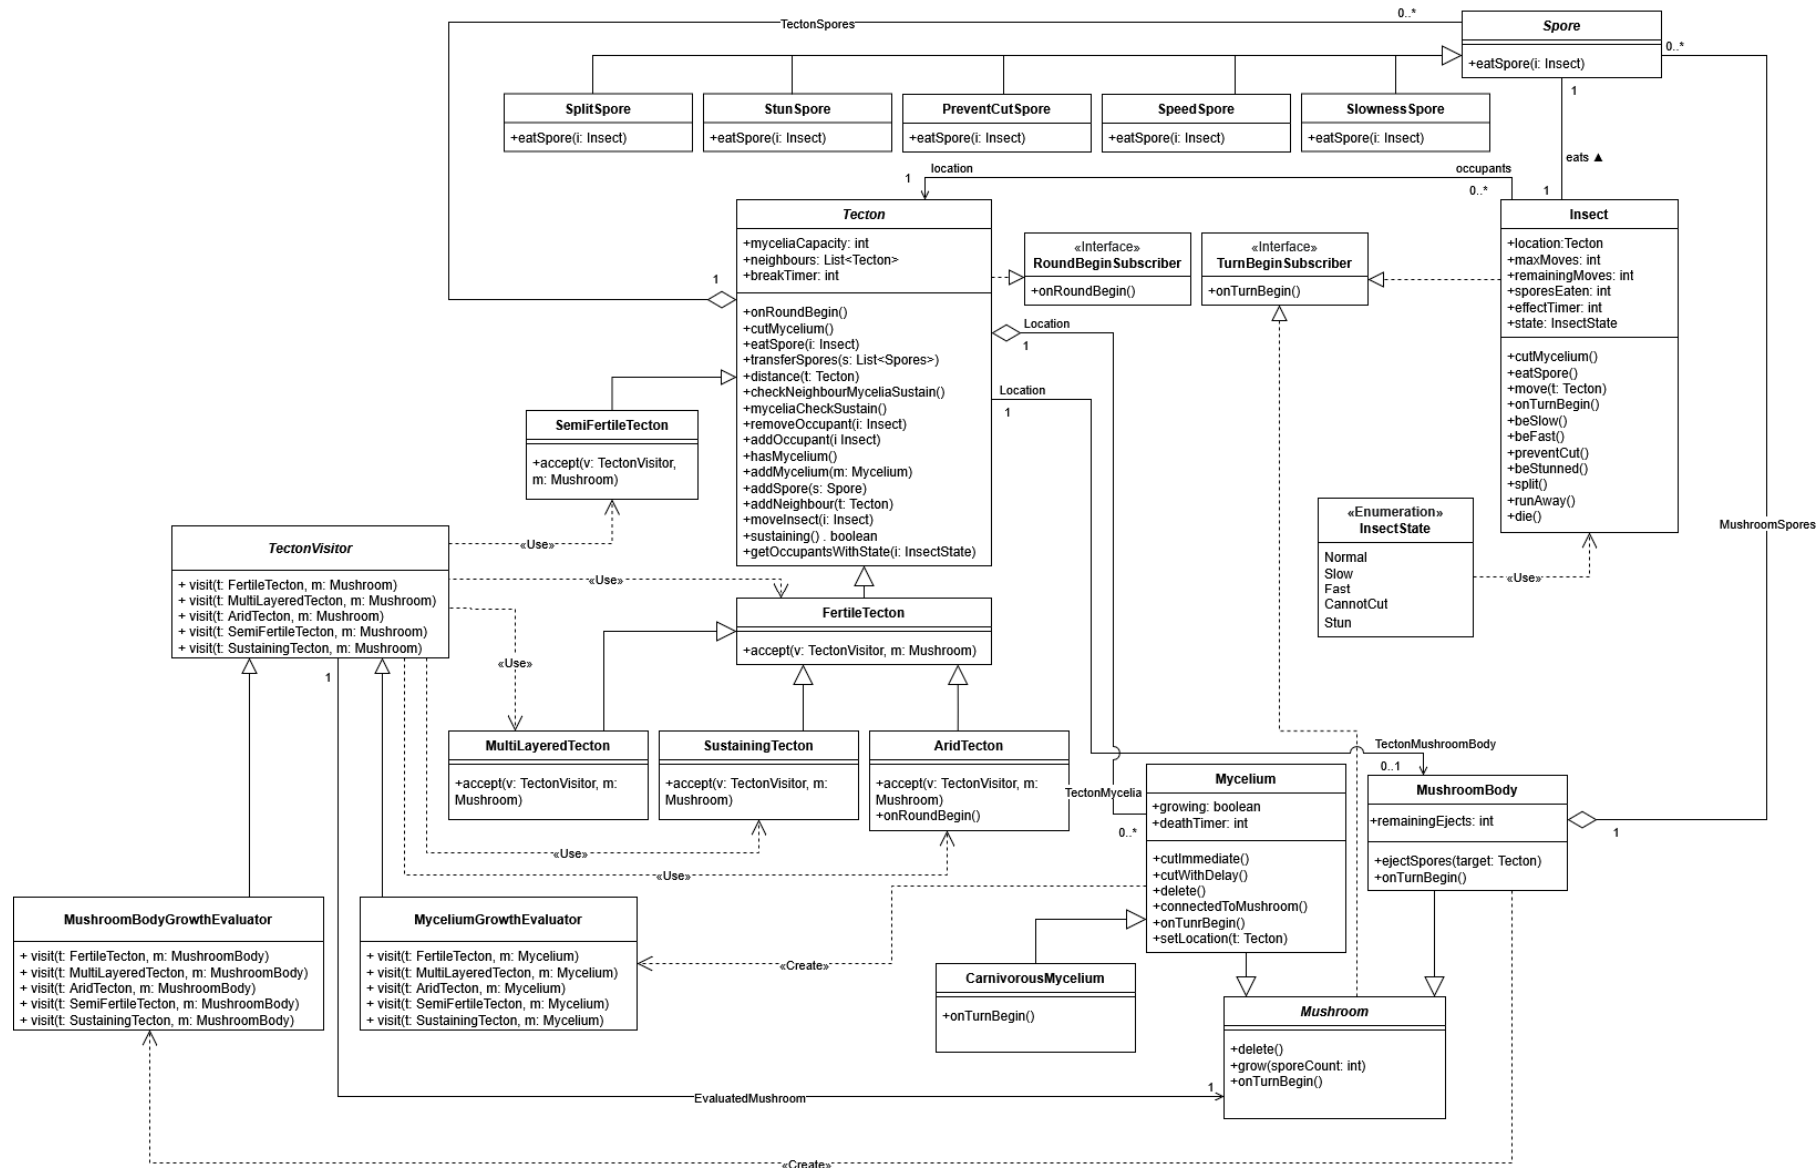 TectonSpores
0..*
Spore
+eatSpore(i: Insect)
0..*
SplitSpore
+eatSpore(i: Insect)
StunSpore
+eatSpore(i: Insect)
PreventCutSpore
+eatSpore(i: Insect)
SpeedSpore
+eatSpore(i: Insect)
SlownessSpore
+eatSpore(i: Insect)
1
eats ▲
1
location
1
occupants
0..*
Tecton
+myceliaCapacity: int
+neighbours: List<Tecton>
+breakTimer: int
+onRoundBegin()
+cutMycelium()
+eatSpore(i: Insect)
+transferSpores(s: List<Spores>)
+distance(t: Tecton)
+checkNeighbourMyceliaSustain()
+myceliaCheckSustain()
+removeOccupant(i: Insect)
+addOccupant(i Insect)
+hasMycelium()
+addMycelium(m: Mycelium)
+addSpore(s: Spore)
+addNeighbour(t: Tecton)
+moveInsect(i: Insect)
+sustaining() . boolean
+getOccupantsWithState(i: InsectState)
1
«Interface»
RoundBeginSubscriber
+onRoundBegin()
«Interface»
TurnBeginSubscriber
+onTurnBegin()
Insect
+location:Tecton
+maxMoves: int
+remainingMoves: int
+sporesEaten: int
+effectTimer: int
+state: InsectState
+cutMycelium()
+eatSpore()
+move(t: Tecton)
+onTurnBegin()
+beSlow()
+beFast()
+preventCut()
+beStunned()
+split()
+runAway()
+die()
Location
1
Location
1
SemiFertileTecton
+accept(v: TectonVisitor,
m: Mushroom)
«Enumeration»
InsectState
Normal
Slow
Fast
CannotCut
Stun
«Use»
MushroomSpores
TectonVisitor
+ visit(t: FertileTecton, m: Mushroom)
+ visit(t: MultiLayeredTecton, m: Mushroom)
+ visit(t: AridTecton, m: Mushroom)
+ visit(t: SemiFertileTecton, m: Mushroom)
+ visit(t: SustainingTecton, m: Mushroom)
«Use»
«Use»
«Use»
1
FertileTecton
+accept(v: TectonVisitor, m: Mushroom)
MultiLayeredTecton
+accept(v: TectonVisitor, m:
Mushroom)
SustainingTecton
+accept(v: TectonVisitor, m:
Mushroom)
AridTecton
+accept(v: TectonVisitor, m:
Mushroom)
+onRoundBegin()
«Use»
«Use»
TectonMycelia
0..*
TectonMushroomBody
0..1
Mycelium
+growing: boolean
+deathTimer: int
+cutImmediate()
+cutWithDelay()
+delete()
+connectedToMushroom()
+onTunrBegin()
+setLocation(t: Tecton)
MushroomBody
+remainingEjects: int
+ejectSpores(target: Tecton)
+onTurnBegin()
1
MushroomBodyGrowthEvaluator
+ visit(t: FertileTecton, m: MushroomBody)
+ visit(t: MultiLayeredTecton, m: MushroomBody)
+ visit(t: AridTecton, m: MushroomBody)
+ visit(t: SemiFertileTecton, m: MushroomBody)
+ visit(t: SustainingTecton, m: MushroomBody)
MyceliumGrowthEvaluator
+ visit(t: FertileTecton, m: Mycelium)
+ visit(t: MultiLayeredTecton, m: Mycelium)
+ visit(t: AridTecton, m: Mycelium)
+ visit(t: SemiFertileTecton, m: Mycelium)
+ visit(t: SustainingTecton, m: Mycelium)
«Create»
CarnivorousMycelium
+onTurnBegin()
Mushroom
+delete()
+grow(sporeCount: int)
+onTurnBegin()
1
EvaluatedMushroom
«Create»